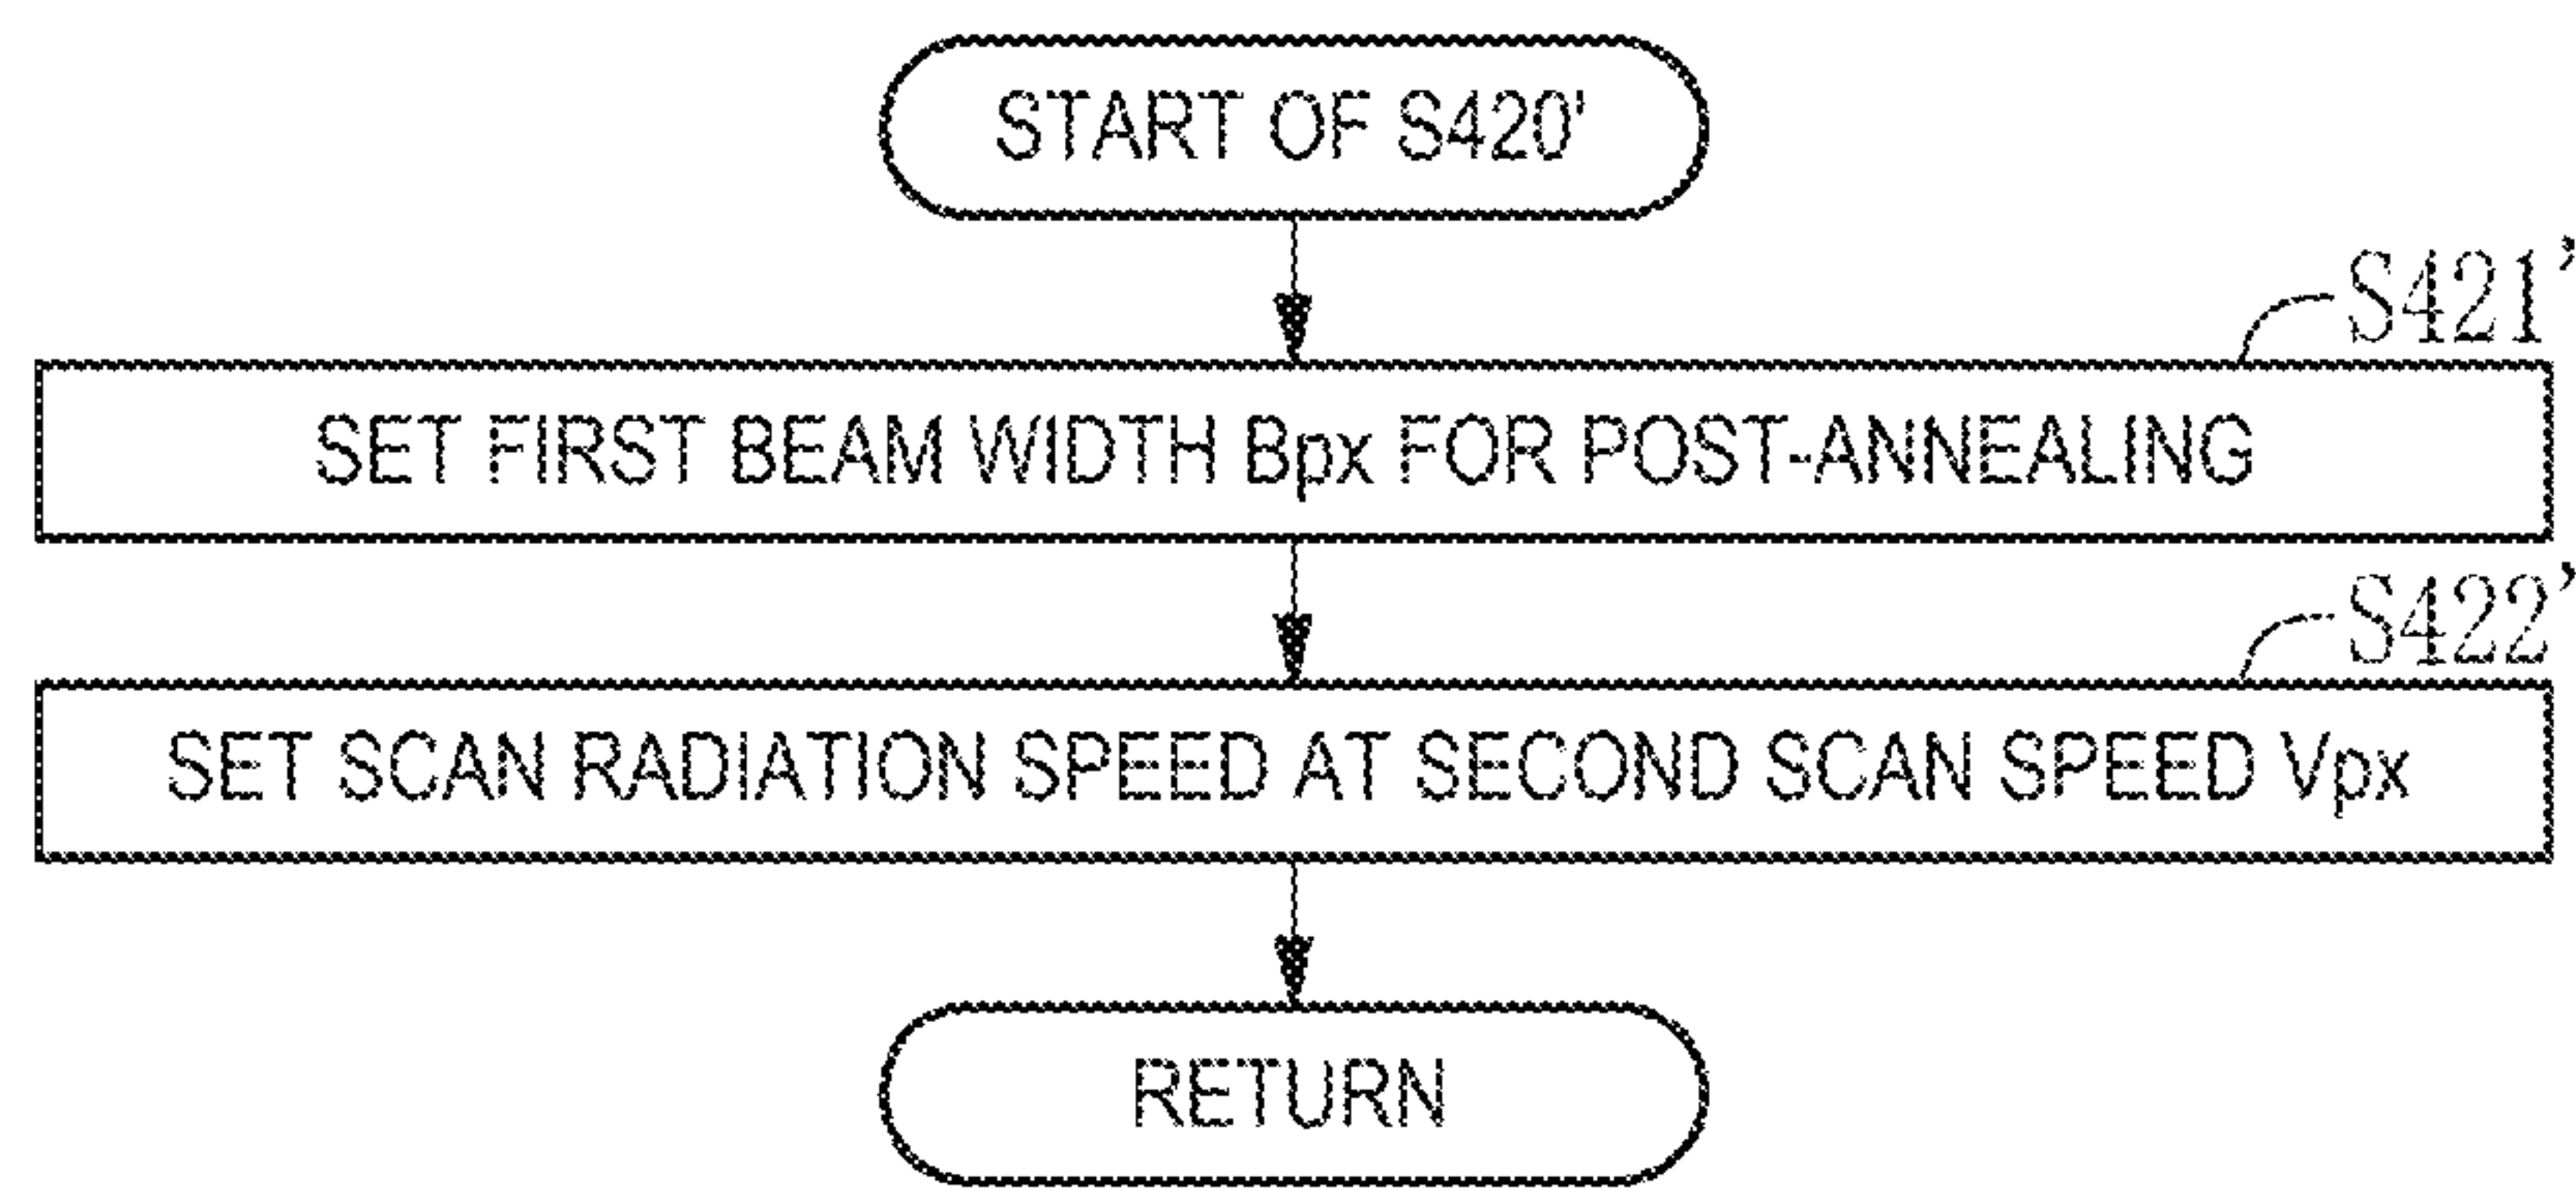 START OF S420'
S421'
SET FIRST BEAM WIDTH Bpx FOR POST-ANNEALING
S422'
SET SCAN RADIATION SPEED AT SECOND SCAN SPEED Vpx
RETURN